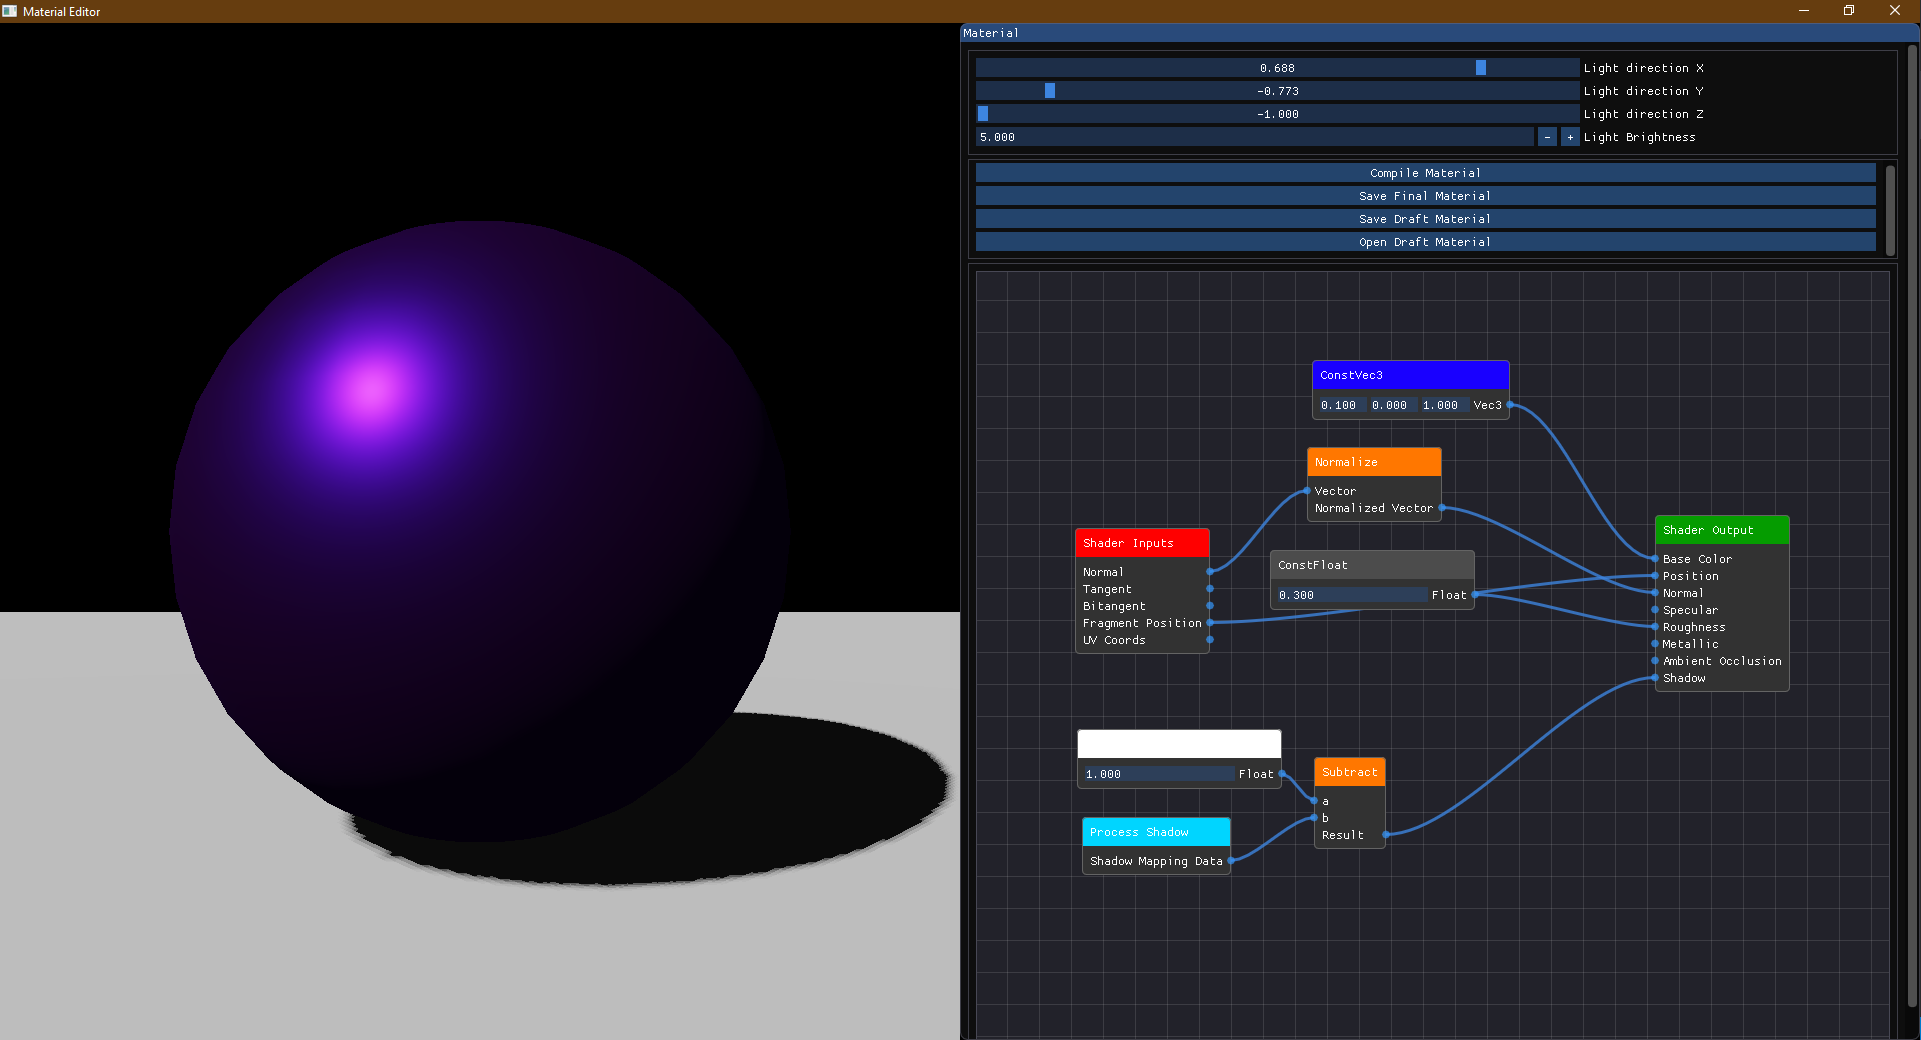 Material Editor
Material
0.688 Light direction X
-0.773 Light direction Y
-1.000 Light direction Z
5.000 - + Light Brightness
Compile Material
Save Final Material
Save Draft Material
Open Draft Material
ConstVec3
0.100 0.000 1.000 Vec3
Normalize
Vector
Normalized Vector
Shader Inputs
Normal
Tangent
Bitangent
Fragment Position
UV Coords
ConstFloat
0.300 Float
Shader Output
Base Color
Position
Normal
Specular
Roughness
Metallic
Ambient Occlusion
Shadow
1.000 Float
Subtract
a
b
Result
Process Shadow
Shadow Mapping Data